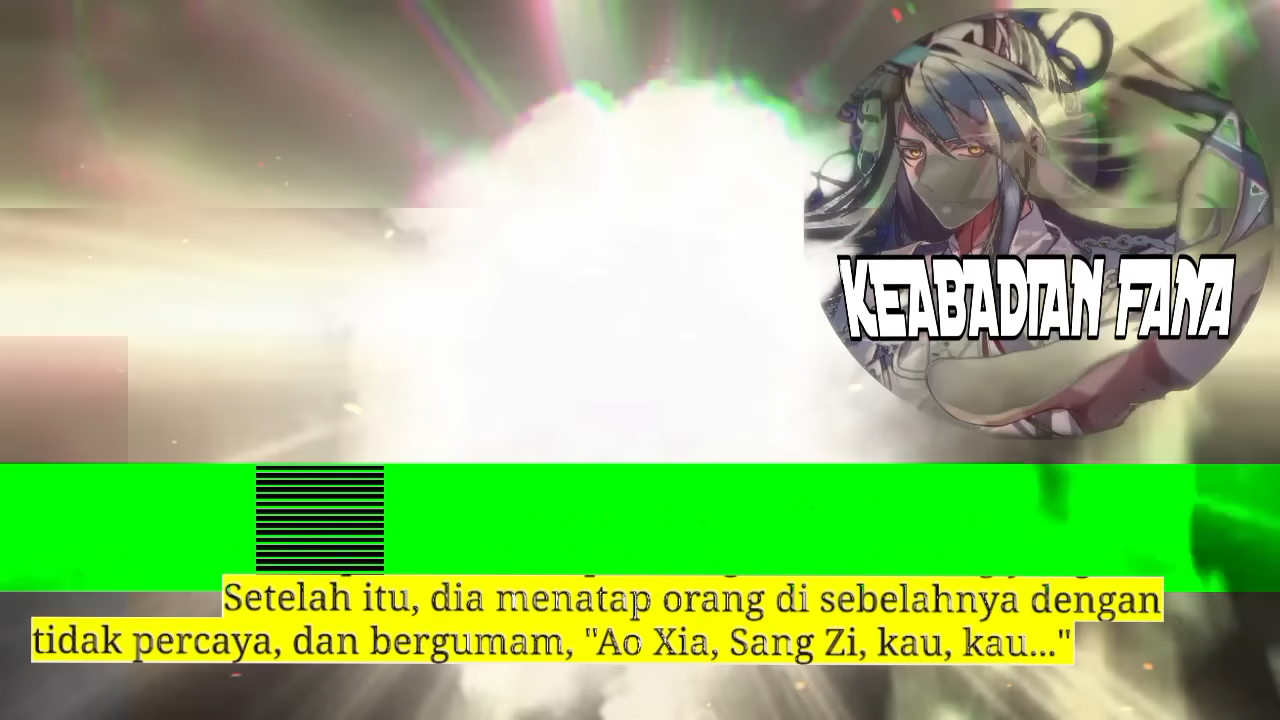 KEABADIAN FANA
Setelah itu, dia menatap orang di sebelahnya dengan
tidak percaya, dan bergumam, "Ao Xia, Sang Zi, kau, kau..."